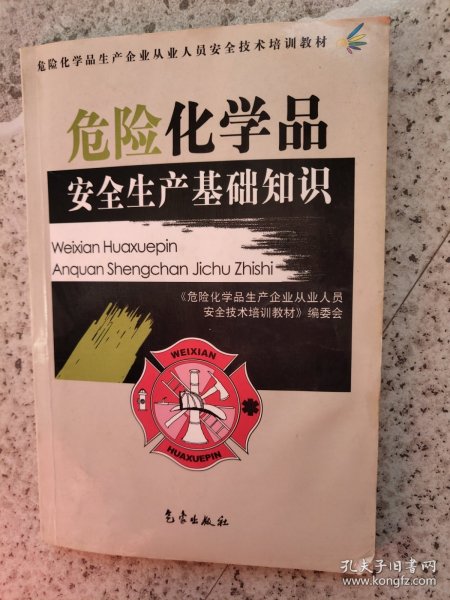 危险化学品生产企业从业人员安全技术培训教材
危险化学品
安全生产基础知识
Weixian Huaxuepin
Anquan Shengchan Jichu Zhishi
《危险化学品生产企业从业人员
安全技术培训教材》编委会
WEIXIAN
HUAXUEPIN
气象出版社
孔夫子旧书网
www.kongfz.com